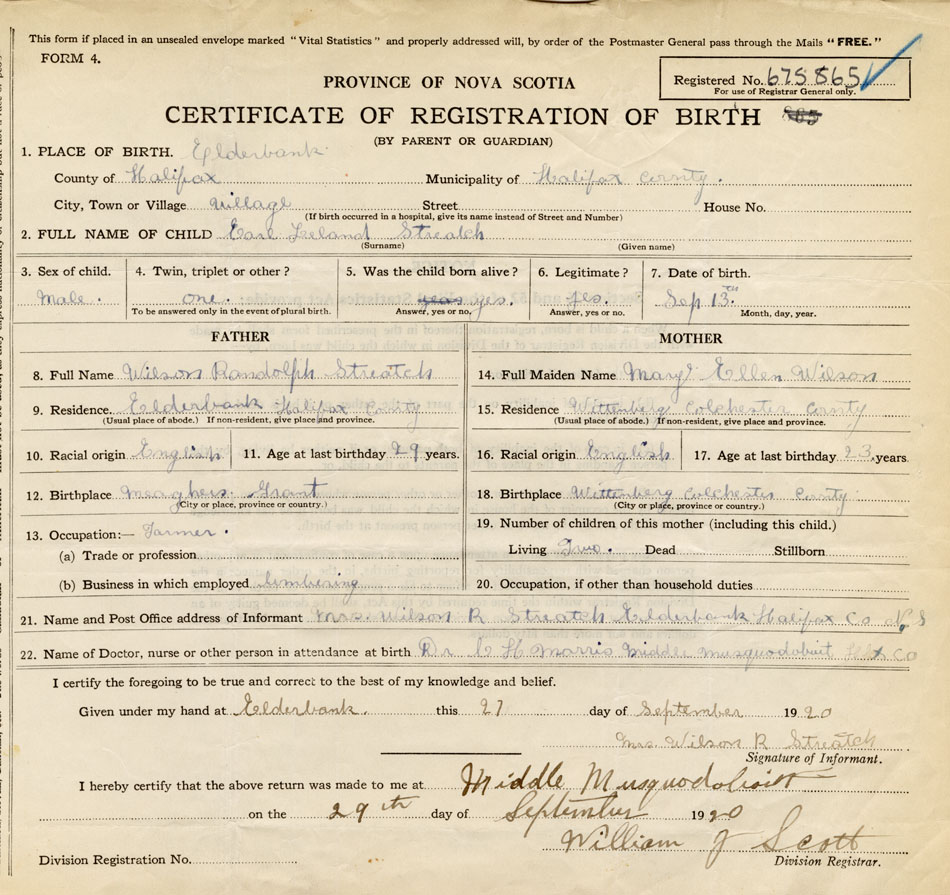 This form if placed in an unsealed envelope marked "Vital Statistics" and properly addressed will, by order of the Postmaster General pass through the Mails "FREE."
FORM 4.
Registered No. 675865
For use of Registrar General only.
PROVINCE OF NOVA SCOTIA
CERTIFICATE OF REGISTRATION OF BIRTH 865
(BY PARENT OR GUARDIAN)
1. PLACE OF BIRTH. Elderbank
County of Halifax Municipality of Halifax County.
City, Town or Village Village Street House No.
(If birth occurred in a hospital, give its name instead of Street and Number)
2. FULL NAME OF CHILD Earl Leeland Streatch
(Surname) (Given name)
3. Sex of child. 4. Twin, triplet or other? 5. Was the child born alive? 6. Legitimate? 7. Date of birth.
Male. one. yes. yes. Sep 13th
To be answered only in the event of plural birth. Answer, yes or no. Answer, yes or no. Month, day, year.
FATHER MOTHER
8. Full Name Wilson Randolph Streatch
9. Residence. Elderbank Halifax County
(Usual place of abode.) If non-resident, give place and province.
10. Racial origin English 11. Age at last birthday 29 years.
12. Birthplace Meaghers Grant
(City or place, province or country.)
13. Occupation:— Farmer.
(a) Trade or profession
(b) Business in which employed lumbering
14. Full Maiden Name Mary Ellen Wilson
15. Residence Wittenberg Colchester County
(Usual place of abode.) If non-resident, give place and province.
16. Racial origin English 17. Age at last birthday 23 years.
18. Birthplace Wittenberg Colchester County
(City or place, province or country.)
19. Number of children of this mother (including this child.)
Living Two. Dead Stillborn
20. Occupation, if other than household duties
21. Name and Post Office address of Informant Mrs. Wilson R Streatch Elderbank Halifax Co N.S
22. Name of Doctor, nurse or other person in attendance at birth Dr C H Morris Middle Musquodoboit Hfx Co
I certify the foregoing to be true and correct to the best of my knowledge and belief.
Given under my hand at Elderbank. this 27 day of September 1920
Mrs. Wilson R Streatch
Signature of Informant.
I hereby certify that the above return was made to me at Middle Musquodoboit
on the 29th day of September 1920
William J Scott
Division Registration No. Division Registrar.